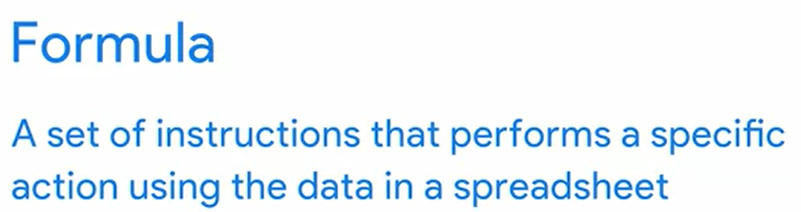 Formula
A set of instructions that performs a specific
action using the data in a spreadsheet